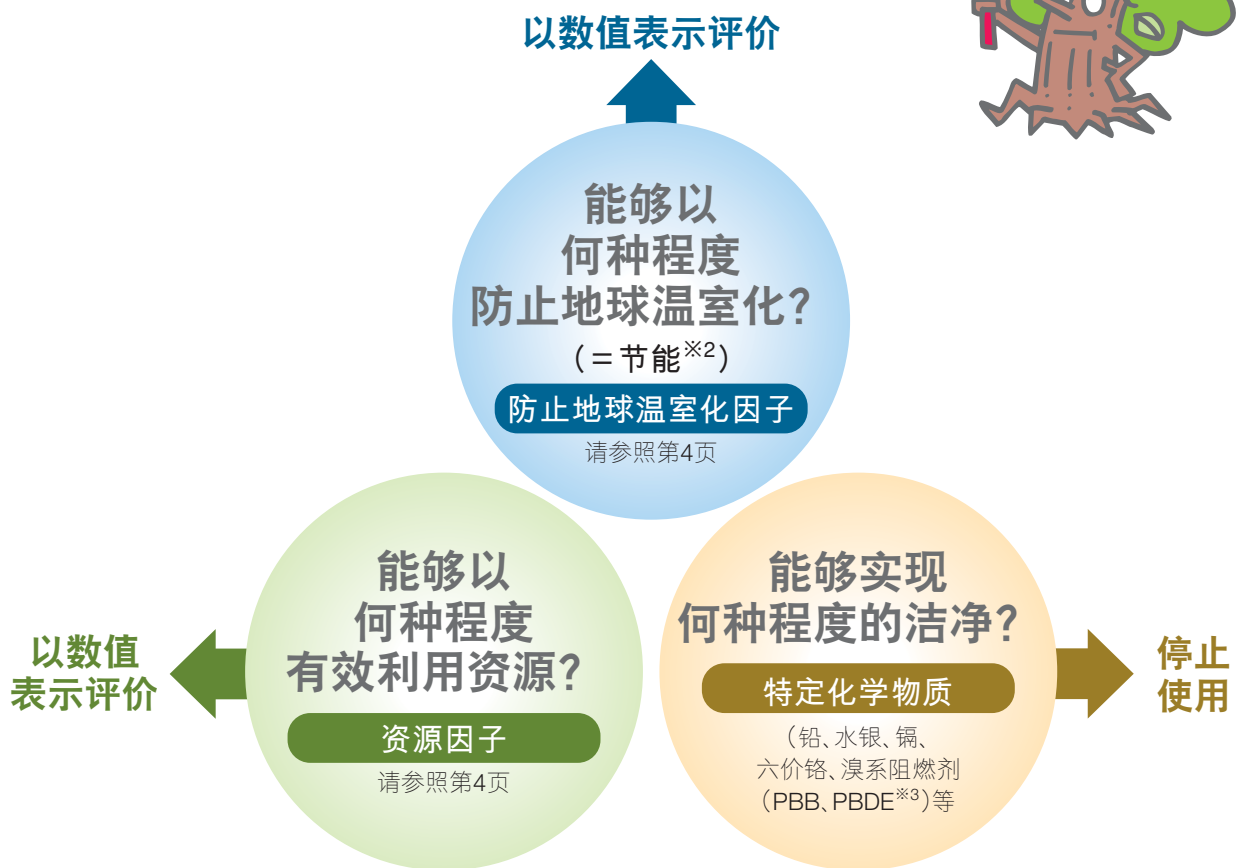 以数值表示评价
能够以
何种程度
防止地球温室化?
(=节能※2)
防止地球温室化因子
请参照第4页
能够以
何种程度
有效利用资源?
资源因子
请参照第4页
以数值
表示评价
能够实现
何种程度的洁净?
特定化学物质
(铅、水银、镉、
六价铬、溴系阻燃剂
(PBB、PBDE※3)等
停止
使用